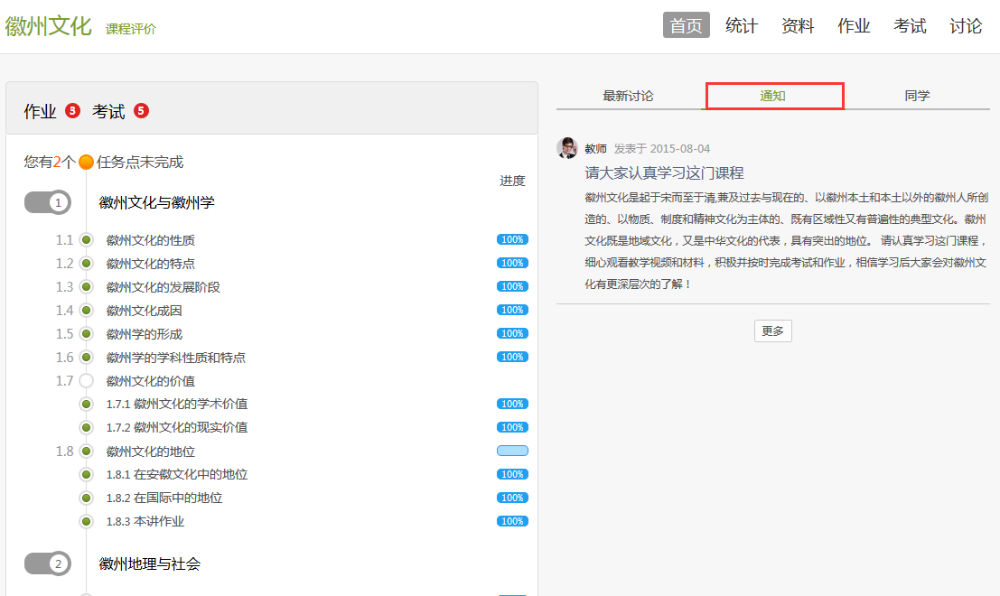 徽州文化 课程评价
首页 统计 资料 作业 考试 讨论
作业 3 考试 5
您有2个 任务点未完成
进度
1 徽州文化与徽州学
1.1 徽州文化的性质 100%
1.2 徽州文化的特点 100%
1.3 徽州文化的发展阶段 100%
1.4 徽州文化成因 100%
1.5 徽州学的形成 100%
1.6 徽州学的学科性质和特点 100%
1.7 徽州文化的价值
1.7.1 徽州文化的学术价值 100%
1.7.2 徽州文化的现实价值 100%
1.8 徽州文化的地位
1.8.1 在安徽文化中的地位 100%
1.8.2 在国际中的地位 100%
1.8.3 本讲作业 100%
2 徽州地理与社会
最新讨论 通知 同学
教师 发表于 2015-08-04
请大家认真学习这门课程
徽州文化是起于宋而至于清,兼及过去与现在的、以徽州本土和本土以外的徽州人所创
造的、以物质、制度和精神文化为主体的、既有区域性又有普遍性的典型文化。徽州
文化既是地域文化，又是中华文化的代表，具有突出的地位。 请认真学习这门课程，
细心观看教学视频和材料，积极并按时完成考试和作业，相信学习后大家会对徽州文
化有更深层次的了解！
更多